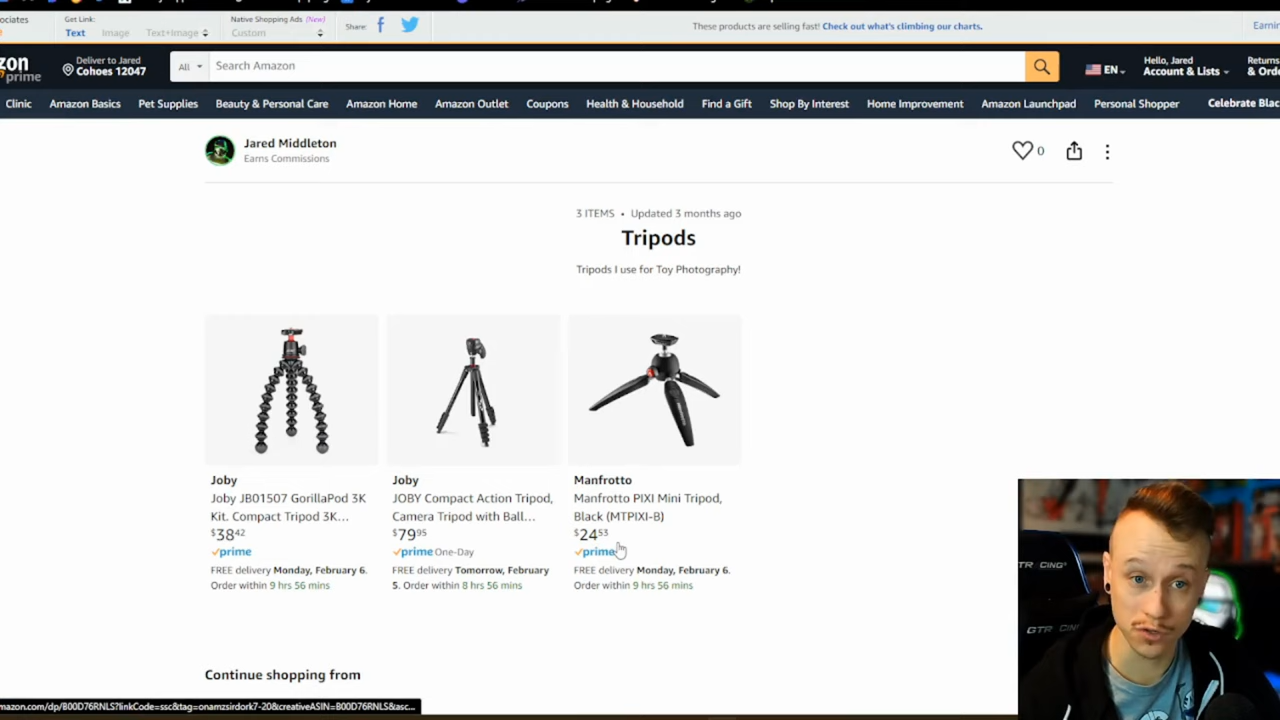 ociates
Get Link:
Text Image Text+Image
Native Shopping Ads (New)
Custom
Share:
These products are selling fast! Check out what's climbing our charts.
Earnin
zon
prime
Deliver to Jared
Cohoes 12047
All
Search Amazon
EN
Hello, Jared
Account & Lists
Returns
& Orde
Clinic Amazon Basics Pet Supplies Beauty & Personal Care Amazon Home Amazon Outlet Coupons Health & Household Find a Gift Shop By Interest Home Improvement Amazon Launchpad Personal Shopper Celebrate Blac
Jared Middleton
Earns Commissions
0
3 ITEMS • Updated 3 months ago
Tripods
Tripods I use for Toy Photography!
Joby
Joby JB01507 GorillaPod 3K
Kit. Compact Tripod 3K...
$38 42
prime
FREE delivery Monday, February 6.
Order within 9 hrs 56 mins
Joby
JOBY Compact Action Tripod,
Camera Tripod with Ball...
$79 95
prime One-Day
FREE delivery Tomorrow, February
5. Order within 8 hrs 56 mins
Manfrotto
Manfrotto PIXI Mini Tripod,
Black (MTPIXI-B)
$24 53
prime
FREE delivery Monday, February 6.
Order within 9 hrs 56 mins
Continue shopping from
mazon.com/dp/B00D76RNLS?linkCode=ssc&tag=onamzsirdork7-20&creativeASIN=B00D76RNLS&asc...
TR CING
GTR CING